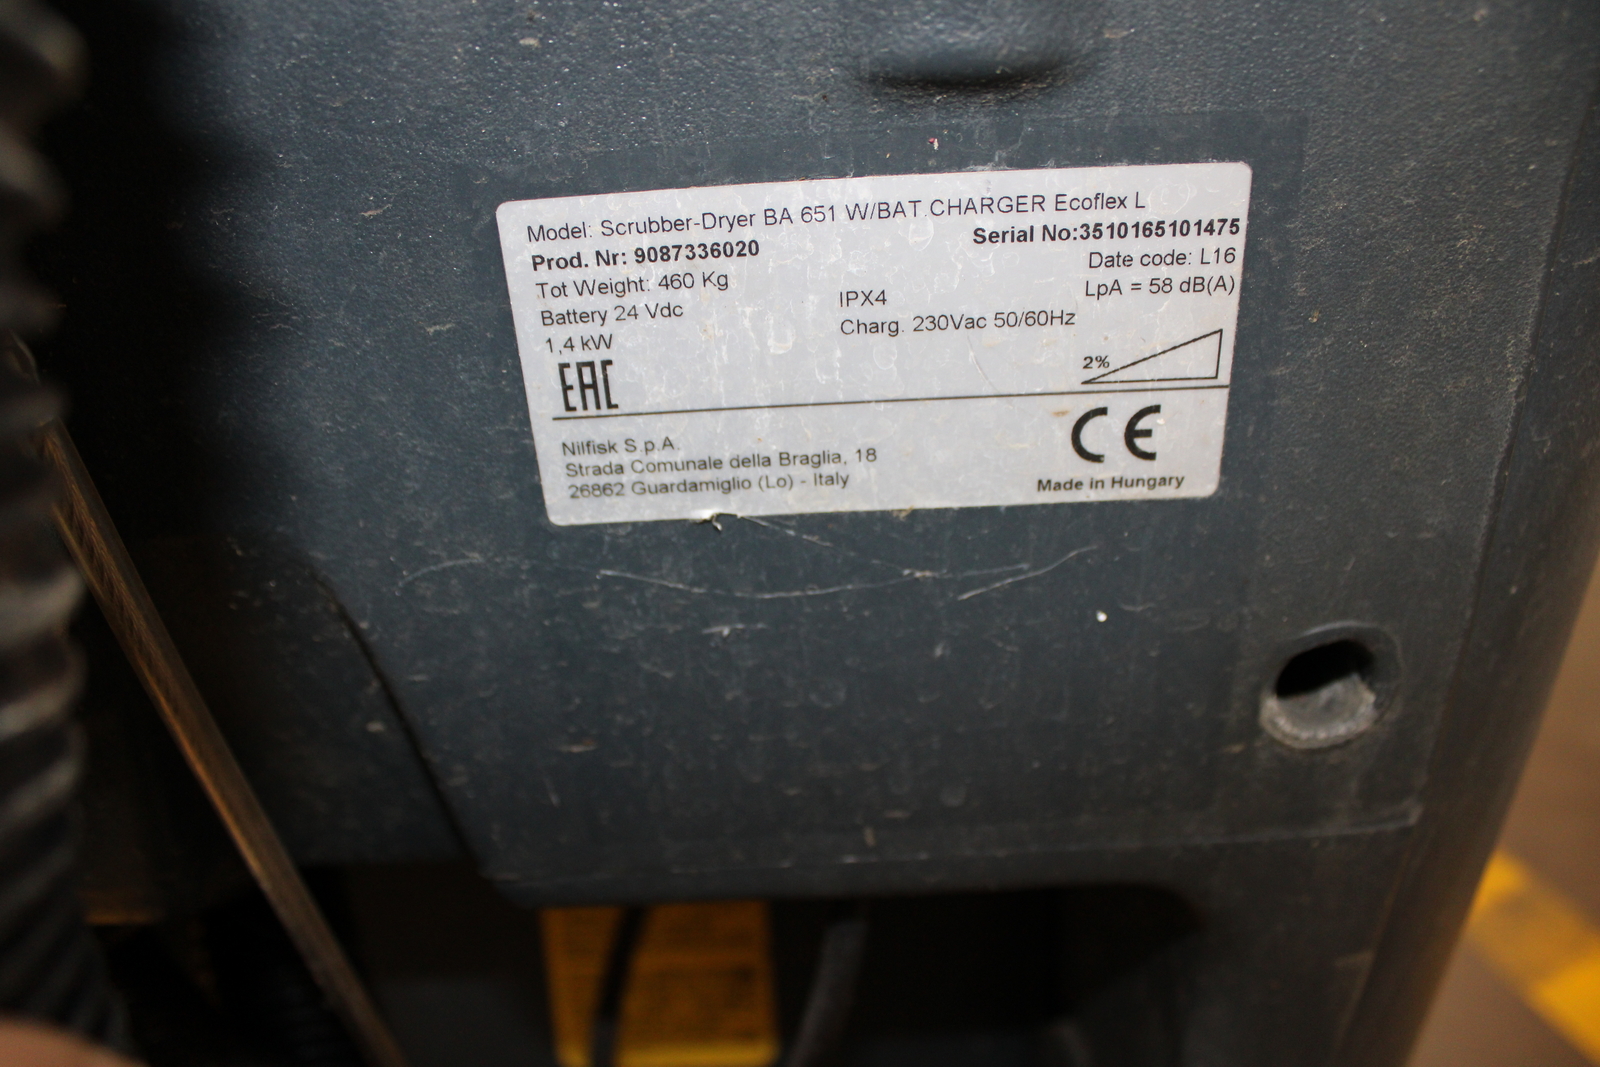 Model: Scrubber-Dryer BA 651 W/BAT.CHARGER Ecoflex L
Prod. Nr: 9087336020
Serial No:3510165101475
Tot Weight: 460 Kg
Date code: L16
Battery 24 Vdc
IPX4
LpA = 58 dB(A)
1,4 kW
Charg. 230Vac 50/60Hz
2%
EAC
CE
Nilfisk S.p.A.
Strada Comunale della Braglia, 18
26862 Guardamiglio (Lo) - Italy
Made in Hungary